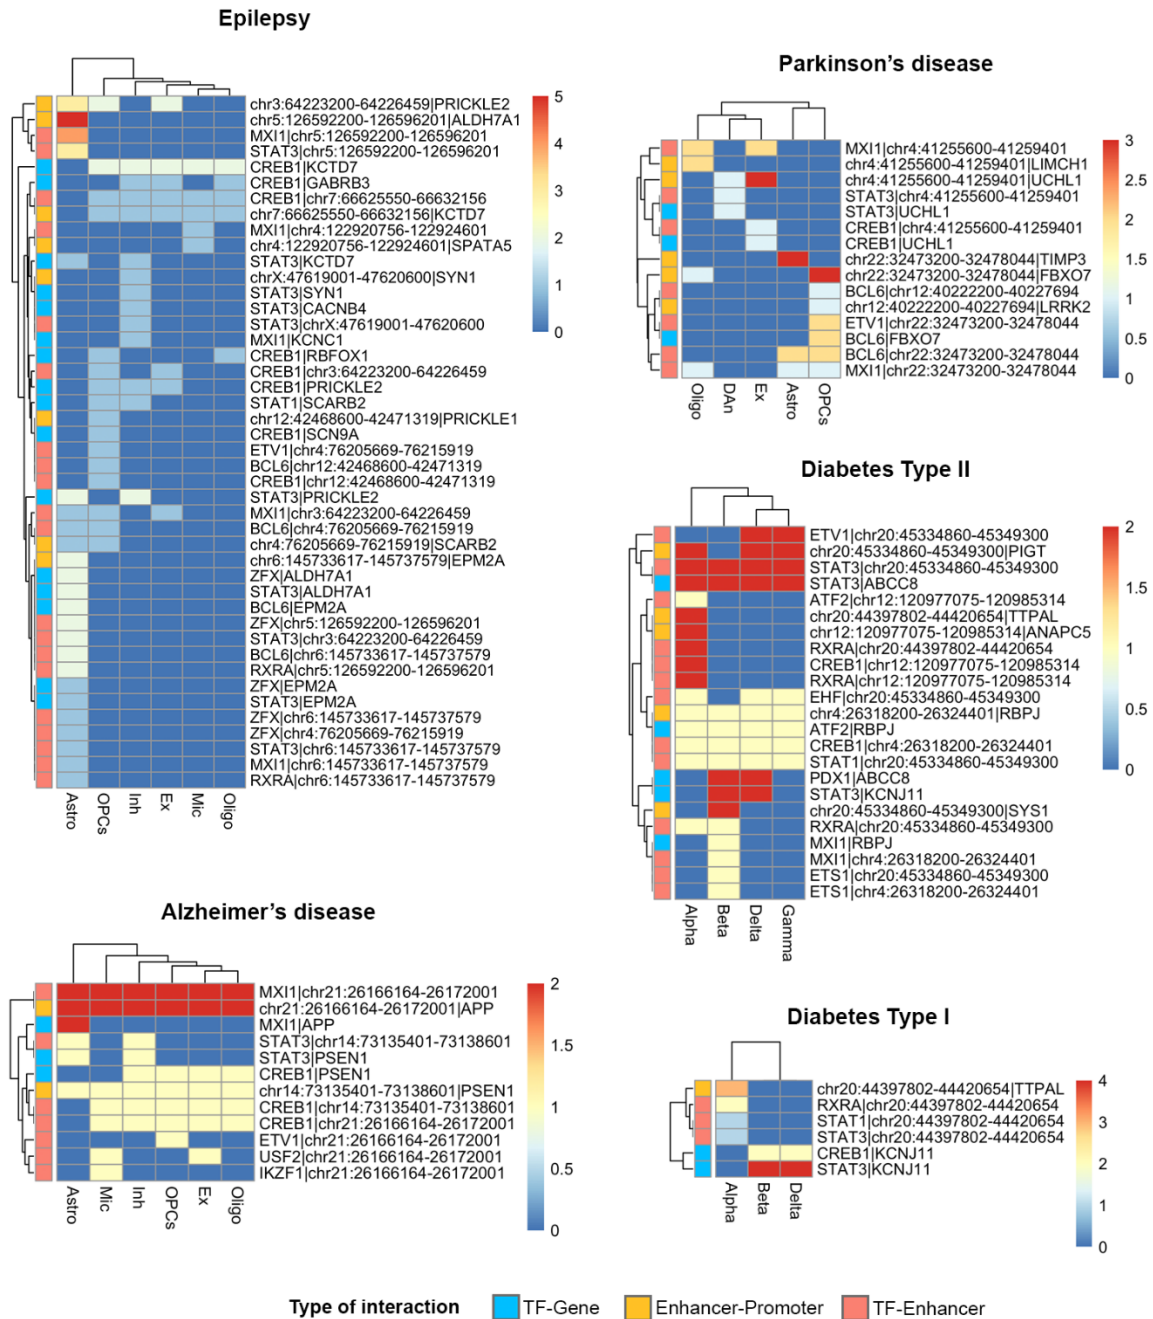 Epilepsy
chr3:64223200-64226459|PRICKLE2
chr5:126592200-126596201|ALDH7A1
MXI1|chr5:126592200-126596201
STAT3|chr5:126592200-126596201
CREB1|KCTD7
CREB1|GABRB3
CREB1|chr7:66625550-66632156
chr7:66625550-66632156|KCTD7
MXI1|chr4:122920756-122924601
chr4:122920756-122924601|SPATA5
STAT3|KCTD7
chrX:47619001-47620600|SYN1
STAT3|SYN1
STAT3|CACNB4
STAT3|chrX:47619001-47620600
MXI1|KCNC1
CREB1|RBFOX1
CREB1|chr3:64223200-64226459
CREB1|PRICKLE2
STAT1|SCARB2
chr12:42468600-42471319|PRICKLE1
CREB1|SCN9A
ETV1|chr4:76205669-76215919
BCL6|chr12:42468600-42471319
CREB1|chr12:42468600-42471319
STAT3|PRICKLE2
MXI1|chr3:64223200-64226459
BCL6|chr4:76205669-76215919
chr4:76205669-76215919|SCARB2
chr6:145733617-145737579|EPM2A
ZFX|ALDH7A1
STAT3|ALDH7A1
BCL6|EPM2A
ZFX|chr5:126592200-126596201
STAT3|chr3:64223200-64226459
BCL6|chr6:145733617-145737579
RXRA|chr5:126592200-126596201
ZFX|EPM2A
STAT3|EPM2A
ZFX|chr6:145733617-145737579
ZFX|chr4:76205669-76215919
STAT3|chr6:145733617-145737579
MXI1|chr6:145733617-145737579
RXRA|chr6:145733617-145737579
Astro OPCs Inh Ex Mic Oligo
5
4
3
2
1
0
Parkinson's disease
MXI1|chr4:41255600-41259401
chr4:41255600-41259401|LIMCH1
chr4:41255600-41259401|UCHL1
STAT3|chr4:41255600-41259401
STAT3|UCHL1
CREB1|chr4:41255600-41259401
CREB1|UCHL1
chr22:32473200-32478044|TIMP3
chr22:32473200-32478044|FBXO7
BCL6|chr12:40222200-40227694
chr12:40222200-40227694|LRRK2
ETV1|chr22:32473200-32478044
BCL6|FBXO7
BCL6|chr22:32473200-32478044
MXI1|chr22:32473200-32478044
Oligo DAn Ex Astro OPCs
3
2.5
2
1.5
1
0.5
0
Diabetes Type II
ETV1|chr20:45334860-45349300
chr20:45334860-45349300|PIGT
STAT3|chr20:45334860-45349300
STAT3|ABCC8
ATF2|chr12:120977075-120985314
chr20:44397802-44420654|TTPAL
chr12:120977075-120985314|ANAPC5
RXRA|chr20:44397802-44420654
CREB1|chr12:120977075-120985314
RXRA|chr12:120977075-120985314
EHF|chr20:45334860-45349300
chr4:26318200-26324401|RBPJ
ATF2|RBPJ
CREB1|chr4:26318200-26324401
STAT1|chr20:45334860-45349300
PDX1|ABCC8
STAT3|KCNJ11
chr20:45334860-45349300|SYS1
RXRA|chr20:45334860-45349300
MXI1|RBPJ
MXI1|chr4:26318200-26324401
ETS1|chr20:45334860-45349300
ETS1|chr4:26318200-26324401
Alpha Beta Delta Gamma
2
1.5
1
0.5
0
Alzheimer's disease
MXI1|chr21:26166164-26172001
chr21:26166164-26172001|APP
MXI1|APP
STAT3|chr14:73135401-73138601
STAT3|PSEN1
CREB1|PSEN1
chr14:73135401-73138601|PSEN1
CREB1|chr14:73135401-73138601
CREB1|chr21:26166164-26172001
ETV1|chr21:26166164-26172001
USF2|chr21:26166164-26172001
IKZF1|chr21:26166164-26172001
Astro Mic Inh OPCs Ex Oligo
2
1.5
1
0.5
0
Diabetes Type I
chr20:44397802-44420654|TTPAL
RXRA|chr20:44397802-44420654
STAT1|chr20:44397802-44420654
STAT3|chr20:44397802-44420654
CREB1|KCNJ11
STAT3|KCNJ11
Alpha Beta Delta
4
3
2
1
0
Type of interaction TF-Gene Enhancer-Promoter TF-Enhancer